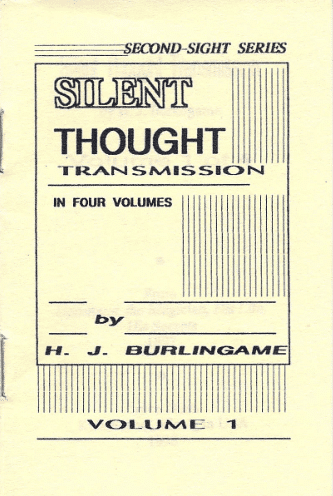 SECOND-SIGHT SERIES
SILENT
THOUGHT
TRANSMISSION
IN FOUR VOLUMES
by
H. J. BURLINGAME
VOLUME 1